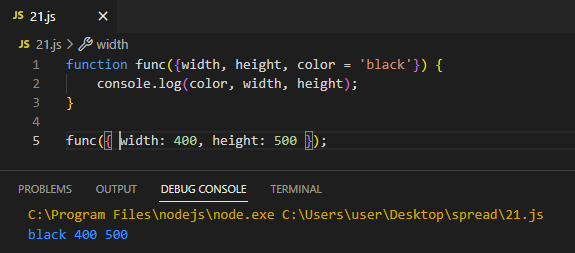 JS 21.js ×
JS 21.js > width
1 function func({width, height, color = 'black'}) {
2 console.log(color, width, height);
3 }
4
5 func({ width: 400, height: 500 });
PROBLEMS OUTPUT DEBUG CONSOLE TERMINAL
C:\Program Files\nodejs\node.exe C:\Users\user\Desktop\spread\21.js
black 400 500